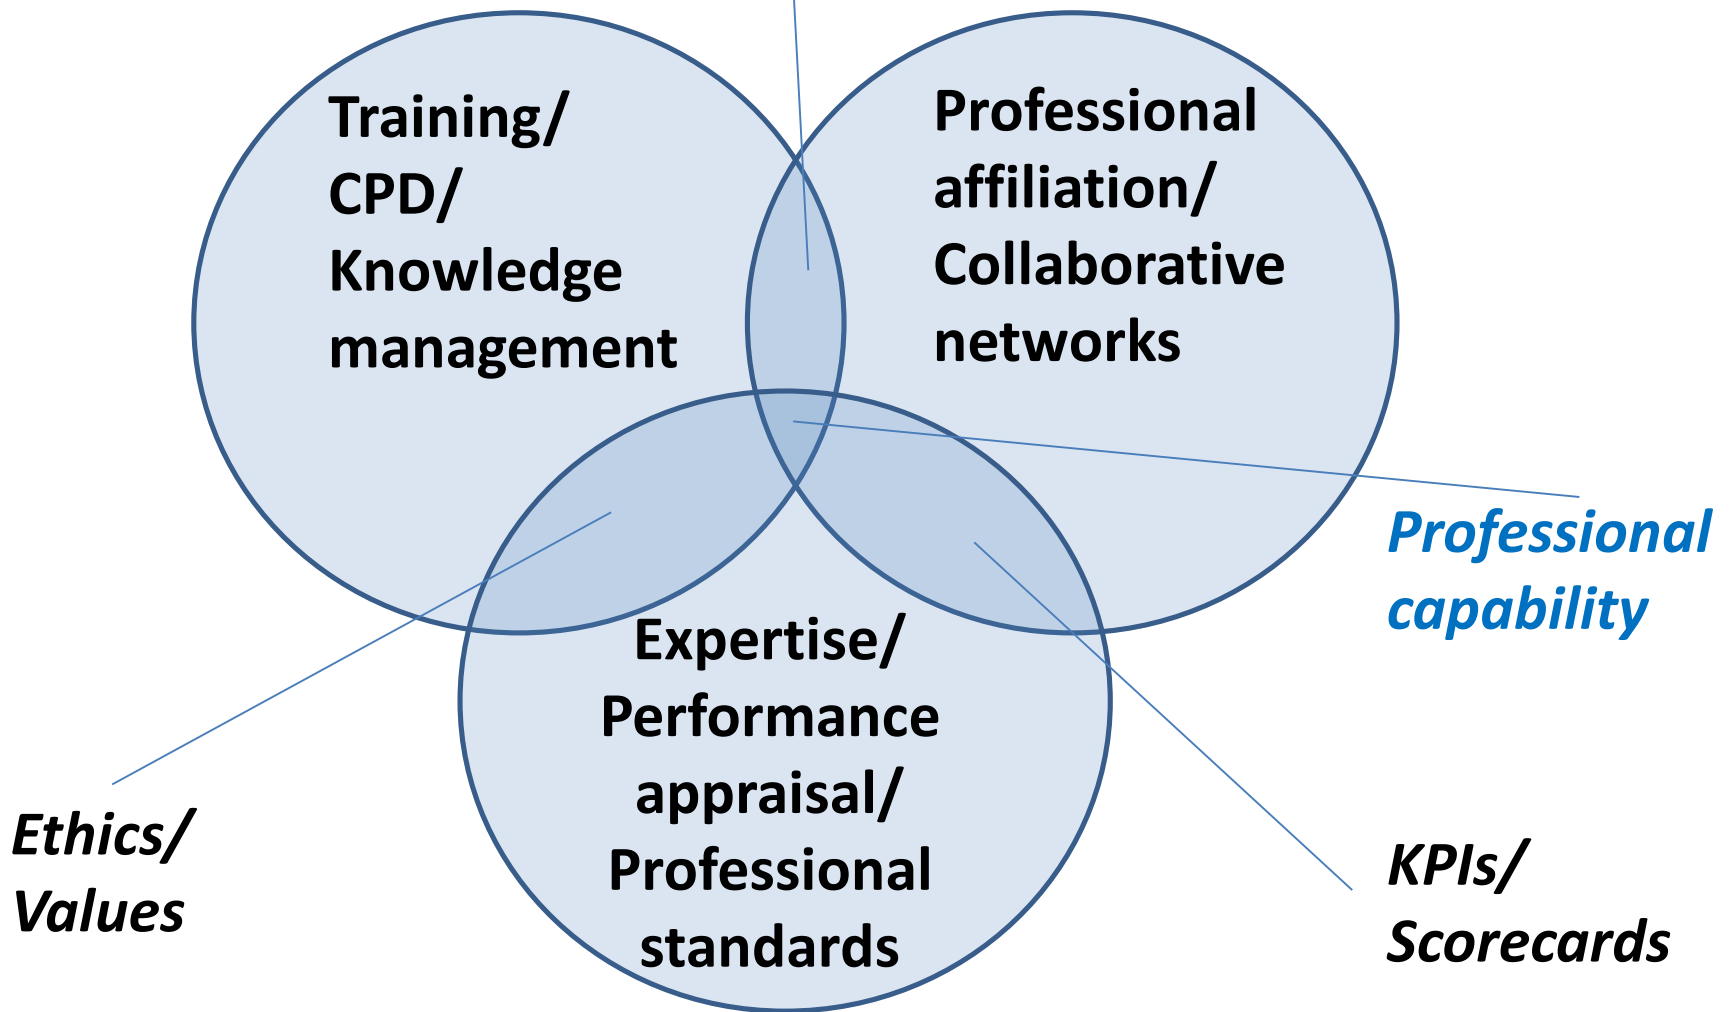 Training/
CPD/
Knowledge
management
Professional
affiliation/
Collaborative
networks
Professional
capability
Expertise/
Performance
appraisal/
Professional
standards
Ethics/
Values
KPIs/
Scorecards